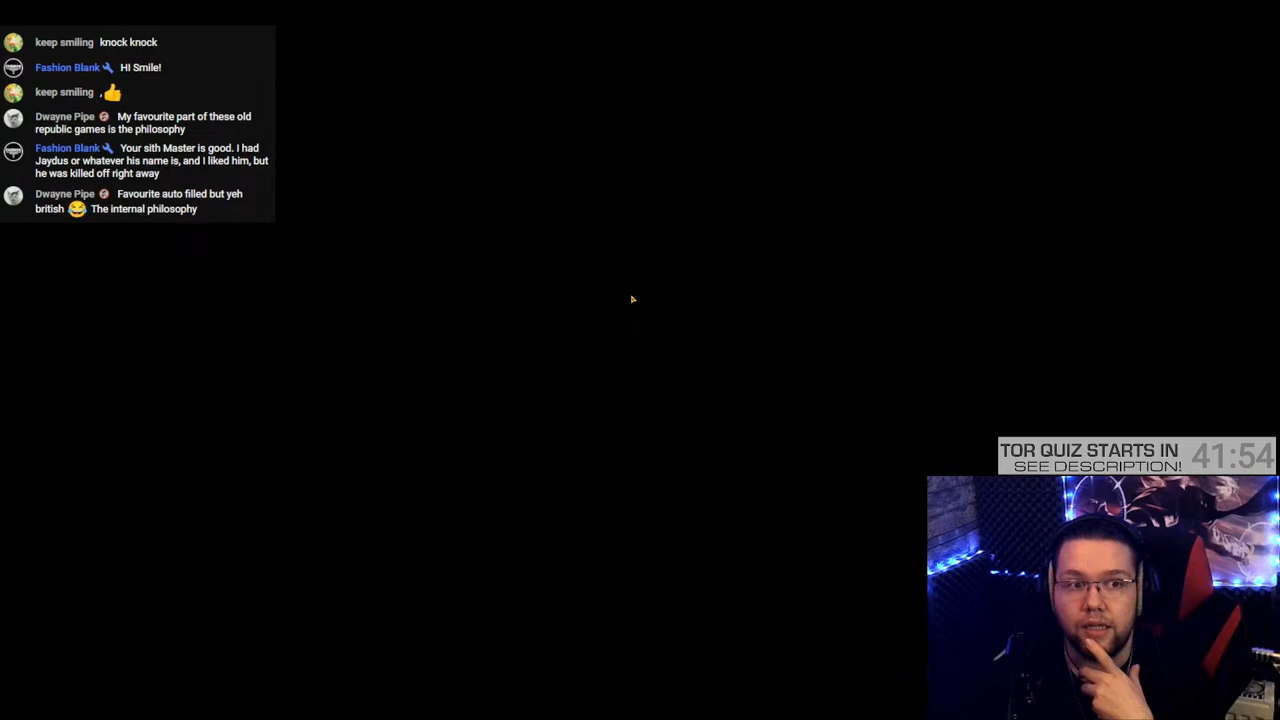 keep smiling knock knock
Fashion Blank HI Smile!
keep smiling , 👍
Dwayne Pipe My favourite part of these old
republic games is the philosophy
Fashion Blank Your sith Master is good. I had
Jaydus or whatever his name is, and I liked him, but
he was killed off right away
Dwayne Pipe Favourite auto filled but yeh
british 😂 The internal philosophy
TOR QUIZ STARTS IN 41:54
SEE DESCRIPTION!